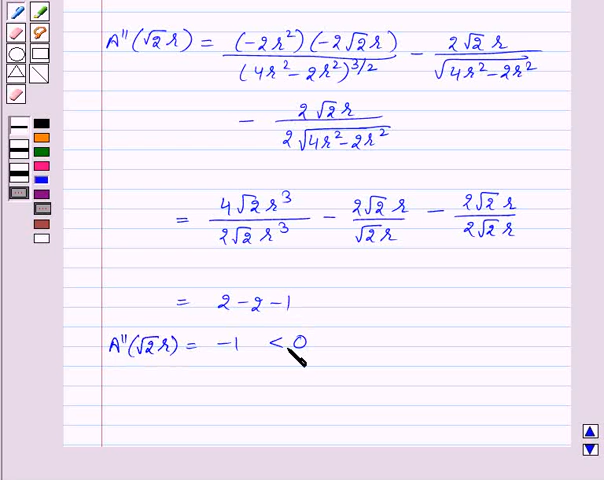 A''(√2 r) = (-2r²)(-2√2 r) / (4r² - 2r²)^{3/2} - 2√2 r / √(4r² - 2r²)
- 2√2 r / 2√(4r² - 2r²)
= 4√2 r³ / 2√2 r³ - 2√2 r / √2 r - 2√2 r / 2√2 r
= 2 - 2 - 1
A''(√2 r) = -1 < 0